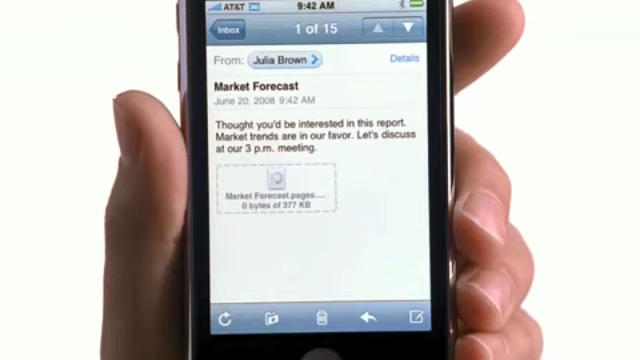 AT&T 3G 9:42 AM
Inbox 1 of 15
From: Julia Brown Details
Market Forecast
June 20, 2008 9:42 AM
Thought you'd be interested in this report.
Market trends are in our favor. Let's discuss
at our 3 p.m. meeting.
Market Forecast.pages....
0 bytes of 377 KB